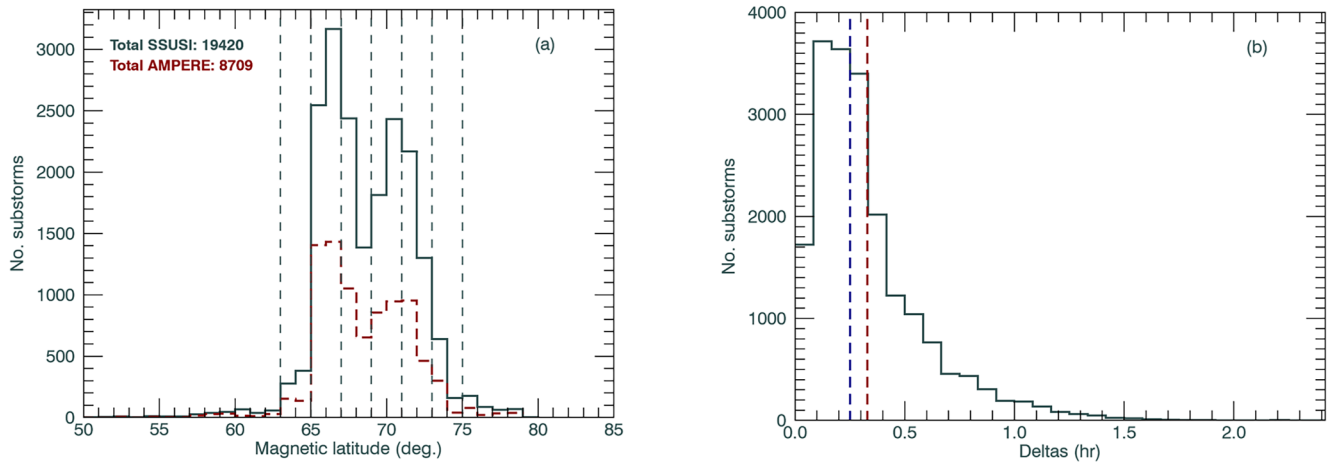 (a)
Total SSUSI: 19420
Total AMPERE: 8709
3000
2500
2000
1500
1000
500
0
No. substorms
50 55 60 65 70 75 80 85
Magnetic latitude (deg.)
(b)
4000
3000
2000
1000
0
No. substorms
0.0 0.5 1.0 1.5 2.0
Deltas (hr)